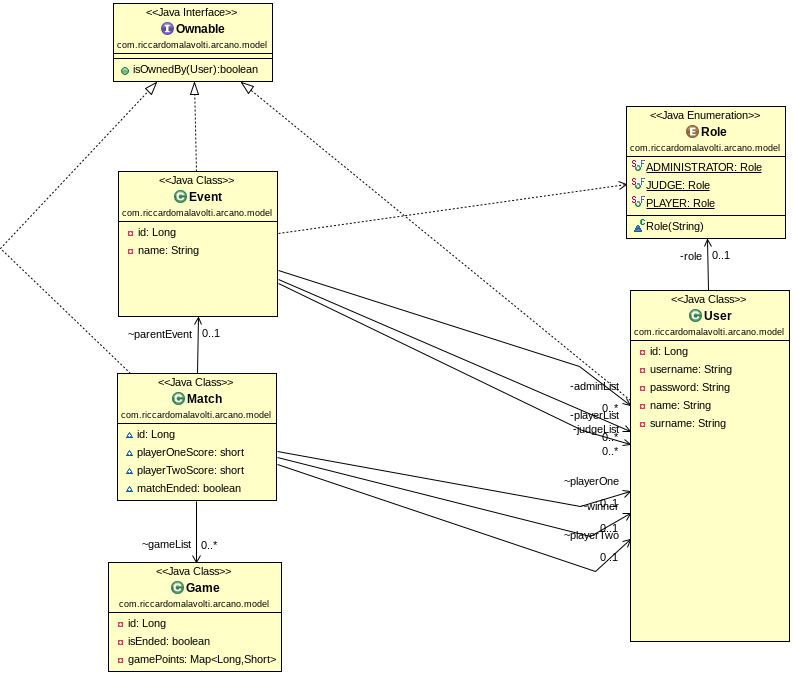 <<Java Interface>>
Ownable
com.riccardomalavolti.arcano.model
isOwnedBy(User):boolean
<<Java Enumeration>>
Role
com.riccardomalavolti.arcano.model
ADMINISTRATOR: Role
JUDGE: Role
PLAYER: Role
Role(String)
<<Java Class>>
Event
com.riccardomalavolti.arcano.model
id: Long
name: String
-role 0..1
<<Java Class>>
User
com.riccardomalavolti.arcano.model
id: Long
username: String
password: String
name: String
surname: String
~parentEvent 0..1
<<Java Class>>
Match
com.riccardomalavolti.arcano.model
id: Long
playerOneScore: short
playerTwoScore: short
matchEnded: boolean
-adminList
0..*
-playerList
-judgeList
0..*
0..*
~playerOne
0..1
~winner
0..1
~playerTwo
0..1
~gameList 0..*
<<Java Class>>
Game
com.riccardomalavolti.arcano.model
id: Long
isEnded: boolean
gamePoints: Map<Long,Short>